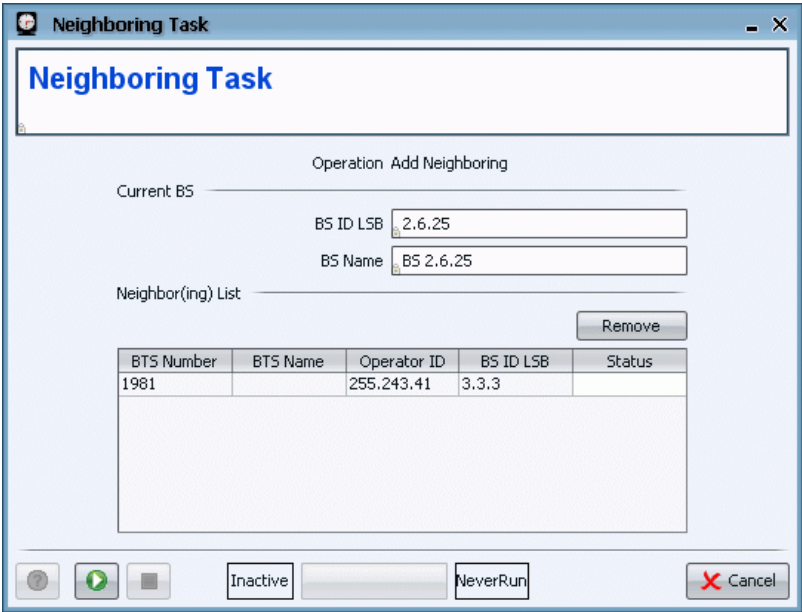 Neighboring Task
Neighboring Task
Operation Add Neighboring
Current BS
BS ID LSB 2.6.25
BS Name BS 2.6.25
Neighbor(ing) List
Remove
BTS Number BTS Name Operator ID BS ID LSB Status
1981 255.243.41 3.3.3
Inactive NeverRun Cancel